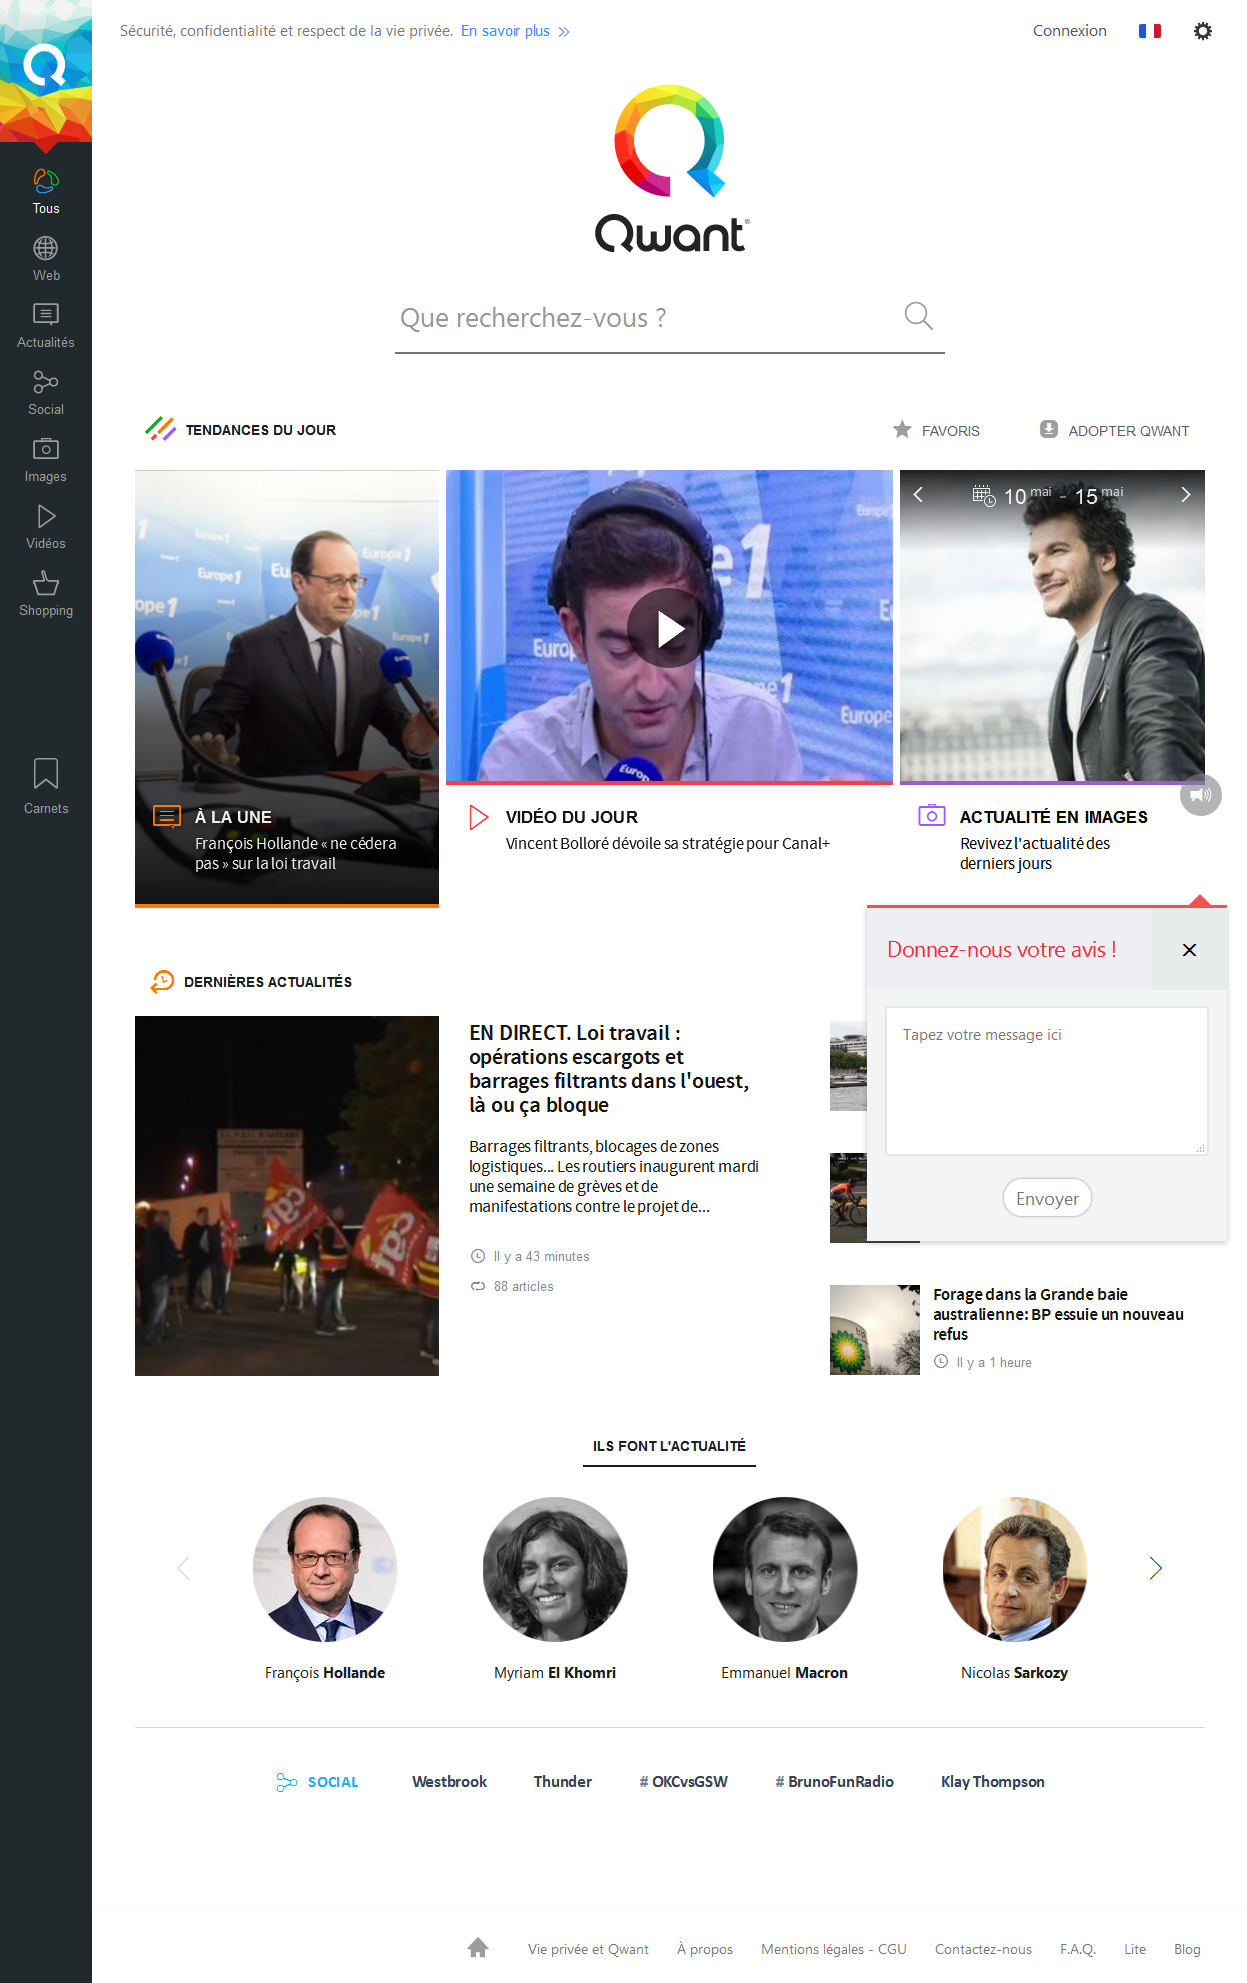 Sécurité, confidentialité et respect de la vie privée. En savoir plus
Connexion
Qwant
Tous
Web
Actualités
Social
Images
Vidéos
Shopping
Carnets
Que recherchez-vous ?
TENDANCES DU JOUR
FAVORIS
ADOPTER QWANT
Europe 1
Europe 1
Europe 1
10 mai - 15 mai
À LA UNE
François Hollande « ne cédera
pas » sur la loi travail
VIDÉO DU JOUR
Vincent Bolloré dévoile sa stratégie pour Canal+
ACTUALITÉ EN IMAGES
Revivez l'actualité des
derniers jours
Donnez-nous votre avis !
Tapez votre message ici
Envoyer
DERNIÈRES ACTUALITÉS
EN DIRECT. Loi travail :
opérations escargots et
barrages filtrants dans l'ouest,
là ou ça bloque
Barrages filtrants, blocages de zones
logistiques... Les routiers inaugurent mardi
une semaine de grèves et de
manifestations contre le projet de...
Il y a 43 minutes
88 articles
cgt
cgt
Forage dans la Grande baie
australienne: BP essuie un nouveau
refus
Il y a 1 heure
ILS FONT L'ACTUALITÉ
François Hollande
Myriam El Khomri
Emmanuel Macron
Nicolas Sarkozy
SOCIAL
Westbrook
Thunder
# OKCvsGSW
# BrunoFunRadio
Klay Thompson
Vie privée et Qwant
À propos
Mentions légales - CGU
Contactez-nous
F.A.Q.
Lite
Blog